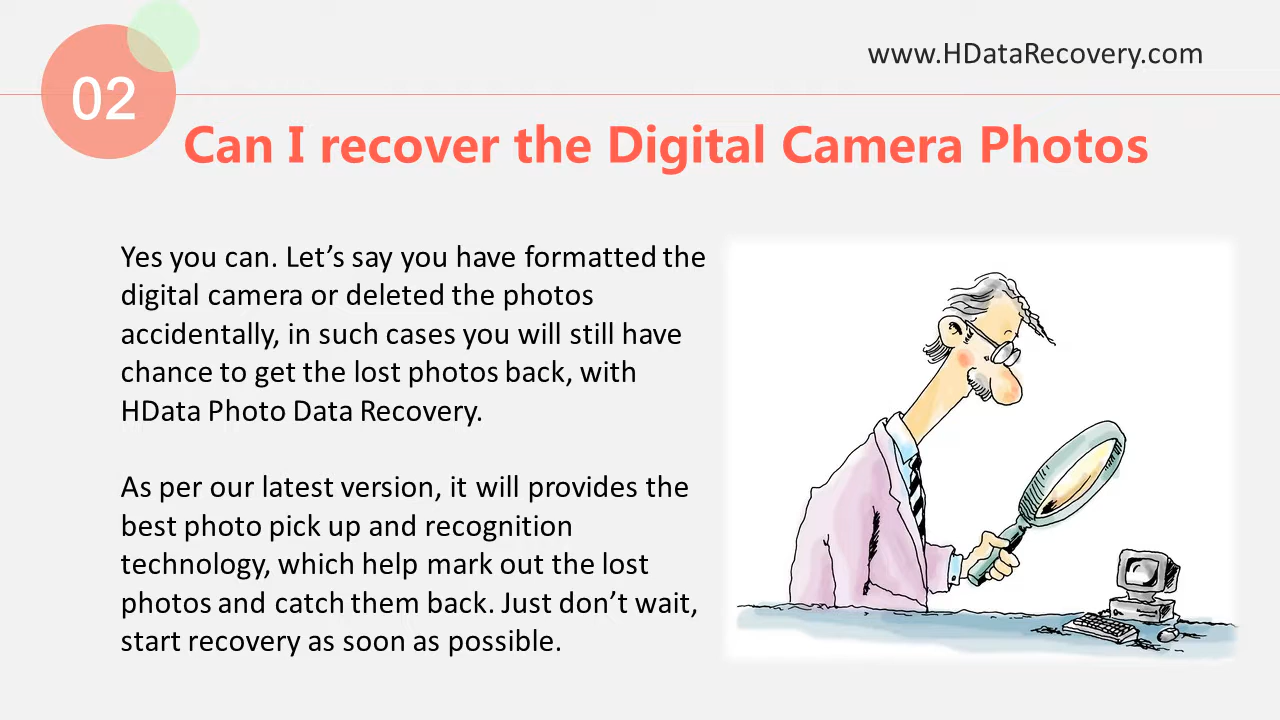 02
www.HDataRecovery.com
Can I recover the Digital Camera Photos
Yes you can. Let’s say you have formatted the
digital camera or deleted the photos
accidentally, in such cases you will still have
chance to get the lost photos back, with
HData Photo Data Recovery.
As per our latest version, it will provides the
best photo pick up and recognition
technology, which help mark out the lost
photos and catch them back. Just don’t wait,
start recovery as soon as possible.